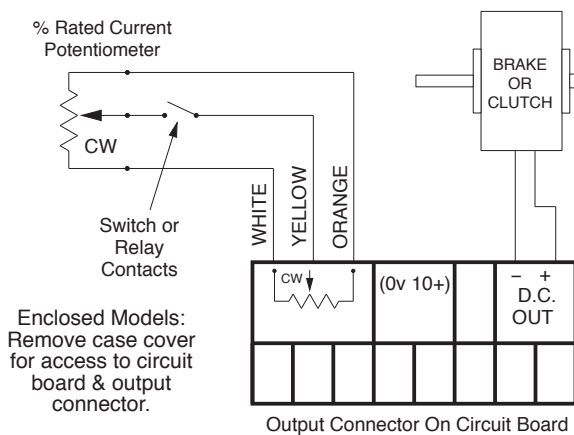 % Rated Current
Potentiometer
CW
Switch or
Relay
Contacts
WHITE
YELLOW
ORANGE
BRAKE
OR
CLUTCH
Enclosed Models:
Remove case cover
for access to circuit
board & output
connector.
CW
(0v 10+)
– +
D.C.
OUT
Output Connector On Circuit Board